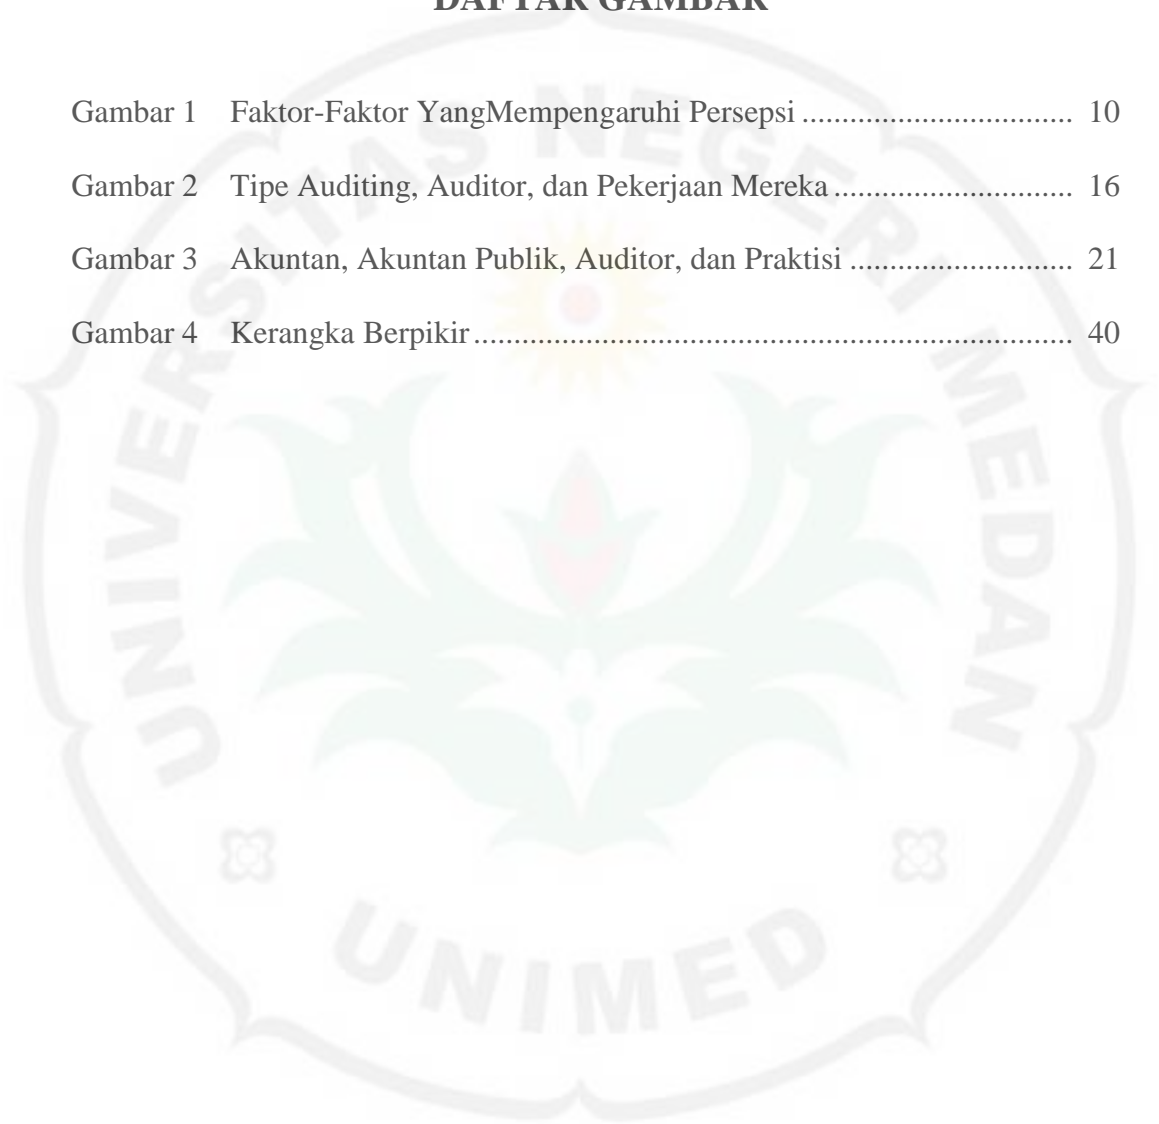 DAFTAR GAMBAR
Gambar 1 Faktor-Faktor YangMempengaruhi Persepsi ................................ 10
Gambar 2 Tipe Auditing, Auditor, dan Pekerjaan Mereka ............................ 16
Gambar 3 Akuntan, Akuntan Publik, Auditor, dan Praktisi .......................... 21
Gambar 4 Kerangka Berpikir ........................................................................ 40
UNIVERSITAS NEGERI MEDAN
UNIMED